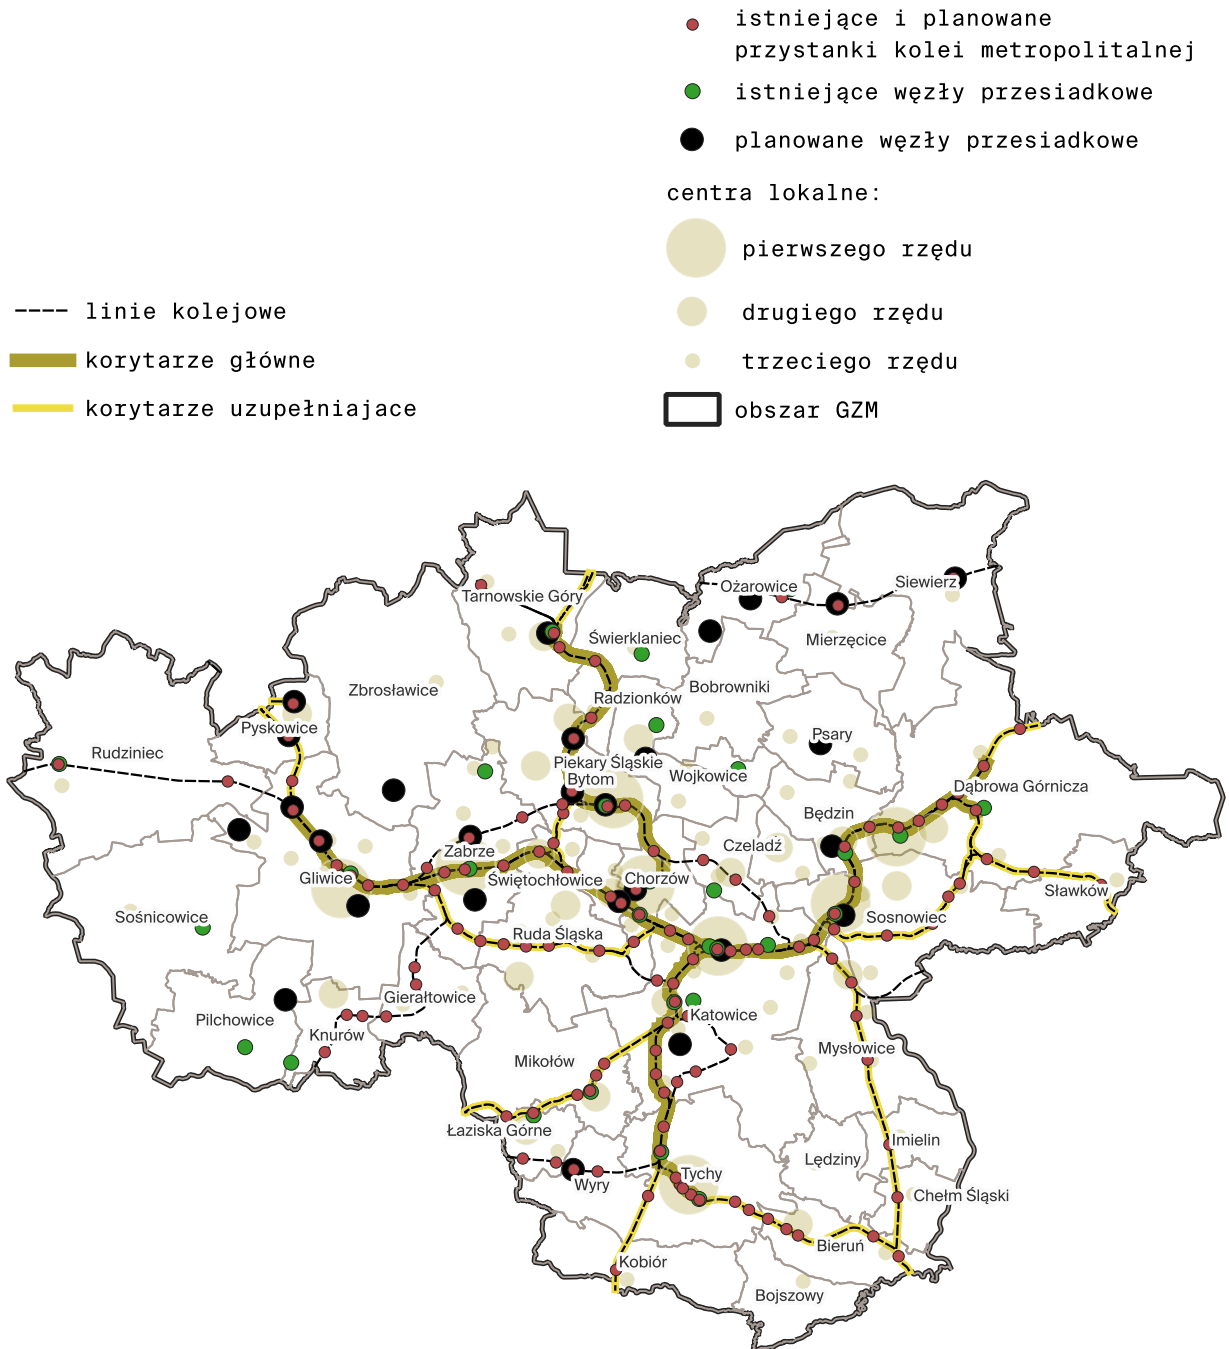 istniejące i planowane
przystanki kolei metropolitalnej
istniejące węzły przesiadkowe
planowane węzły przesiadkowe
centra lokalne:
pierwszego rzędu
linie kolejowe
drugiego rzędu
korytarze główne
trzeciego rzędu
korytarze uzupełniajace
obszar GZM
Siewierz
Ożarowice
Tarnowskie Góry
Świerklaniec
Mierzęcice
Zbrosławice
Bobrowniki
Radzionków
Pyskowice
Psary
Rudziniec
Piekary Śląskie
Wojkowice
Bytom
Dąbrowa Górnicza
Będzin
Czeladź
Zabrze
Gliwice
Świętochłowice
Chorzów
Sławków
Sośnicowice
Sosnowiec
Ruda Śląska
Gierałtowice
Katowice
Pilchowice
Knurów
Mysłowice
Mikołów
Łaziska Górne
Imielin
Lędziny
Tychy
Wyry
Chełm Śląski
Bieruń
Kobiór
Bojszowy